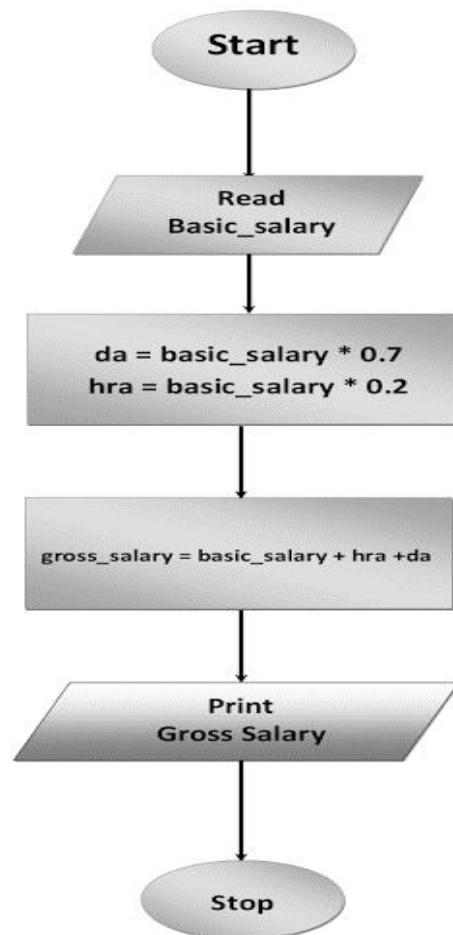 Start
Read
Basic_salary
da = basic_salary * 0.7
hra = basic_salary * 0.2
gross_salary = basic_salary + hra +da
Print
Gross Salary
Stop